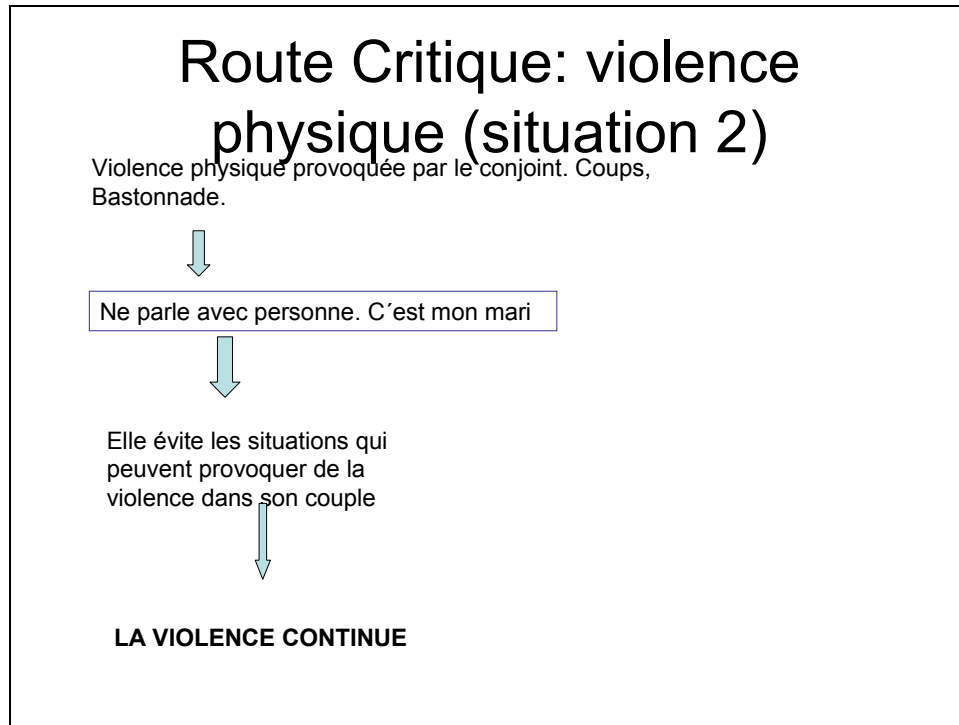 Route Critique: violence
physique (situation 2)
Violence physique provoquée par le conjoint. Coups,
Bastonnade.
Ne parle avec personne. C´est mon mari
Elle évite les situations qui
peuvent provoquer de la
violence dans son couple
LA VIOLENCE CONTINUE